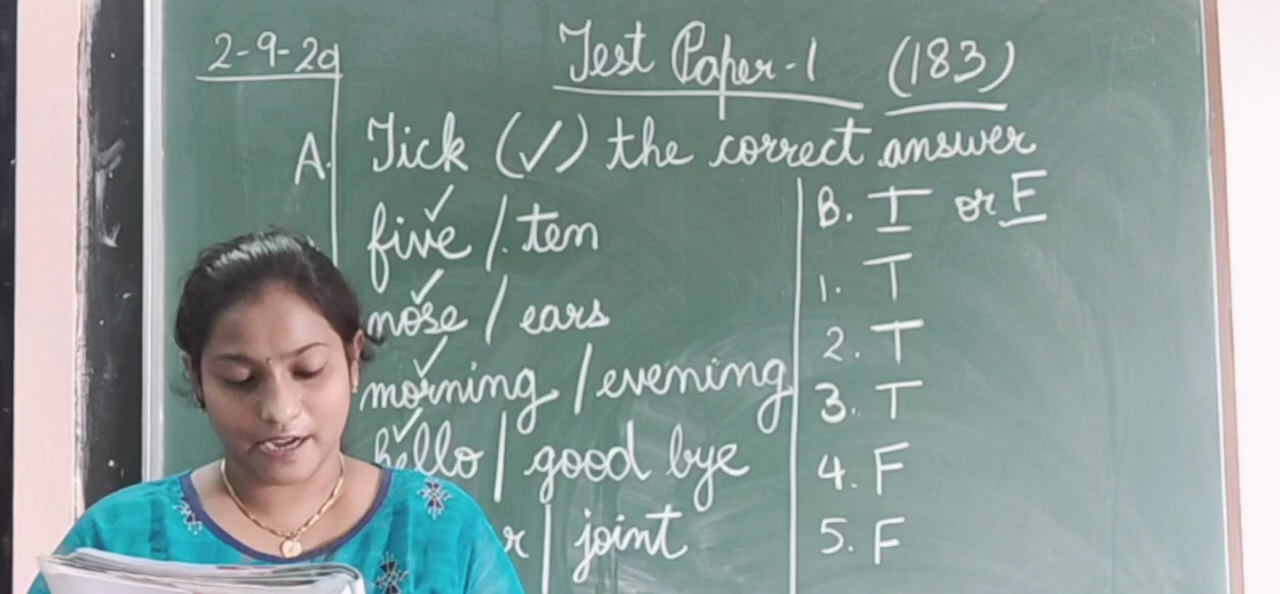 2-9-20
Test Paper-1 (183)
A. Tick (✓) the correct answer
five ✓ / ten
nose ✓ / ears
morning ✓ / evening
hello ✓ / good bye
r / joint
B. T or F
1. T
2. T
3. T
4. F
5. F